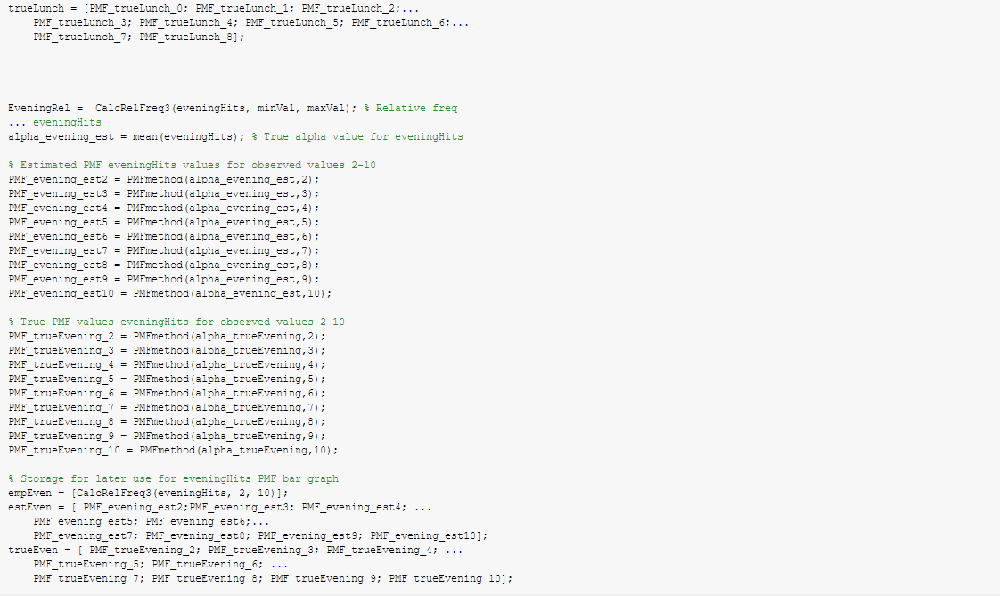 trueLunch = [PMF_trueLunch_0; PMF_trueLunch_1; PMF_trueLunch_2;...
PMF_trueLunch_3; PMF_trueLunch_4; PMF_trueLunch_5; PMF_trueLunch_6;...
PMF_trueLunch_7; PMF_trueLunch_8];
EveningRel =  CalcRelFreq3(eveningHits, minVal, maxVal); % Relative freq
... eveningHits
alpha_evening_est = mean(eveningHits); % True alpha value for eveningHits
% Estimated PMF eveningHits values for observed values 2-10
PMF_evening_est2 = PMFmethod(alpha_evening_est,2);
PMF_evening_est3 = PMFmethod(alpha_evening_est,3);
PMF_evening_est4 = PMFmethod(alpha_evening_est,4);
PMF_evening_est5 = PMFmethod(alpha_evening_est,5);
PMF_evening_est6 = PMFmethod(alpha_evening_est,6);
PMF_evening_est7 = PMFmethod(alpha_evening_est,7);
PMF_evening_est8 = PMFmethod(alpha_evening_est,8);
PMF_evening_est9 = PMFmethod(alpha_evening_est,9);
PMF_evening_est10 = PMFmethod(alpha_evening_est,10);
% True PMF values eveningHits for observed values 2-10
PMF_trueEvening_2 = PMFmethod(alpha_trueEvening,2);
PMF_trueEvening_3 = PMFmethod(alpha_trueEvening,3);
PMF_trueEvening_4 = PMFmethod(alpha_trueEvening,4);
PMF_trueEvening_5 = PMFmethod(alpha_trueEvening,5);
PMF_trueEvening_6 = PMFmethod(alpha_trueEvening,6);
PMF_trueEvening_7 = PMFmethod(alpha_trueEvening,7);
PMF_trueEvening_8 = PMFmethod(alpha_trueEvening,8);
PMF_trueEvening_9 = PMFmethod(alpha_trueEvening,9);
PMF_trueEvening_10 = PMFmethod(alpha_trueEvening,10);
% Storage for later use for eveningHits PMF bar graph
empEven = [CalcRelFreq3(eveningHits, 2, 10)];
estEven = [ PMF_evening_est2;PMF_evening_est3; PMF_evening_est4; ...
PMF_evening_est5; PMF_evening_est6;...
PMF_evening_est7; PMF_evening_est8; PMF_evening_est9; PMF_evening_est10];
trueEven = [ PMF_trueEvening_2; PMF_trueEvening_3; PMF_trueEvening_4; ...
PMF_trueEvening_5; PMF_trueEvening_6; ...
PMF_trueEvening_7; PMF_trueEvening_8; PMF_trueEvening_9; PMF_trueEvening_10];